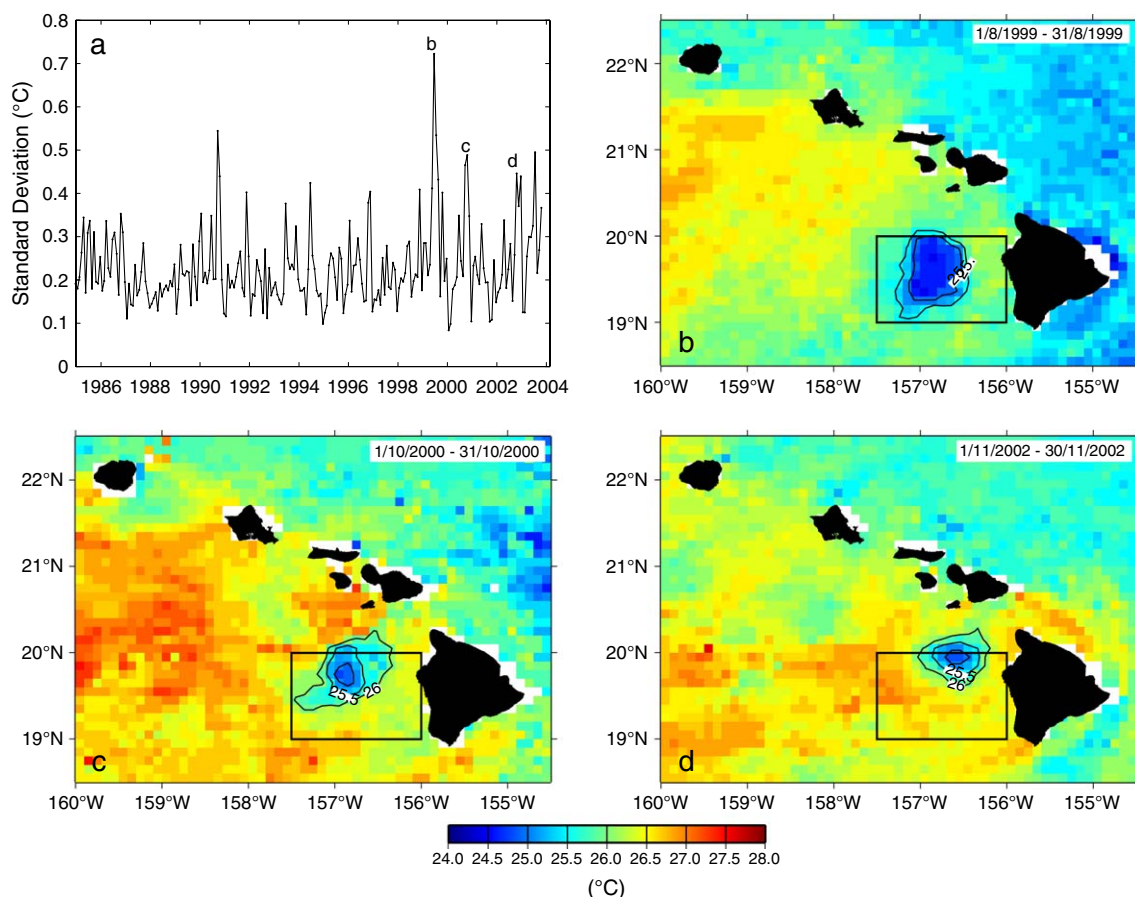 a
0.8
0.7
0.6
0.5
0.4
0.3
0.2
0.1
0
Standard Deviation (°C)
b
c
d
1986 1988 1990 1992 1994 1996 1998 2000 2002 2004
1/8/1999 - 31/8/1999
22°N
21°N
20°N
19°N
26 25.
b
160°W 159°W 158°W 157°W 156°W 155°W
1/10/2000 - 31/10/2000
22°N
21°N
20°N
19°N
25.5 26
c
160°W 159°W 158°W 157°W 156°W 155°W
1/11/2002 - 30/11/2002
22°N
21°N
20°N
19°N
25.5
26
d
160°W 159°W 158°W 157°W 156°W 155°W
24.0 24.5 25.0 25.5 26.0 26.5 27.0 27.5 28.0
(°C)